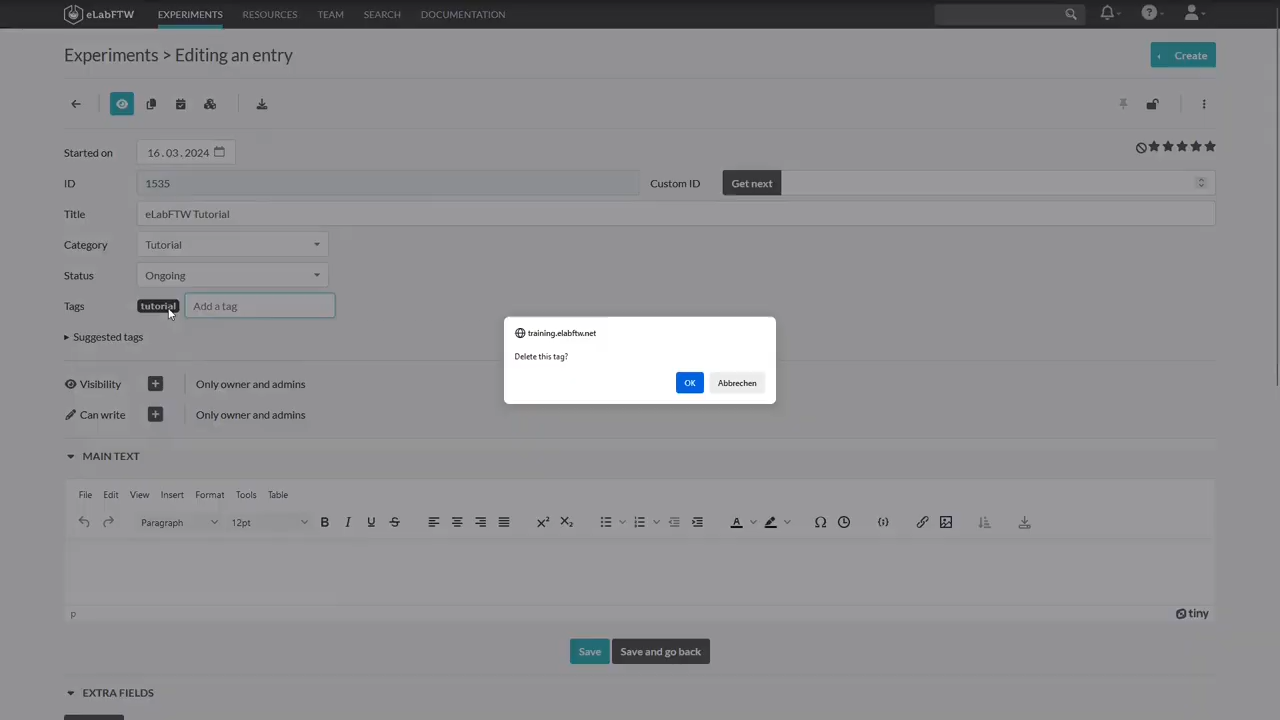 eLabFTW EXPERIMENTS RESOURCES TEAM SEARCH DOCUMENTATION
Experiments > Editing an entry
Create
Started on 16.03.2024
ID 1535 Custom ID Get next
Title eLabFTW Tutorial
Category Tutorial
Status Ongoing
Tags tutorial Add a tag
training.elabftw.net
Suggested tags
Delete this tag?
Visibility Only owner and admins
OK Abbrechen
Can write Only owner and admins
MAIN TEXT
File Edit View Insert Format Tools Table
Paragraph 12pt
p tiny
Save Save and go back
EXTRA FIELDS